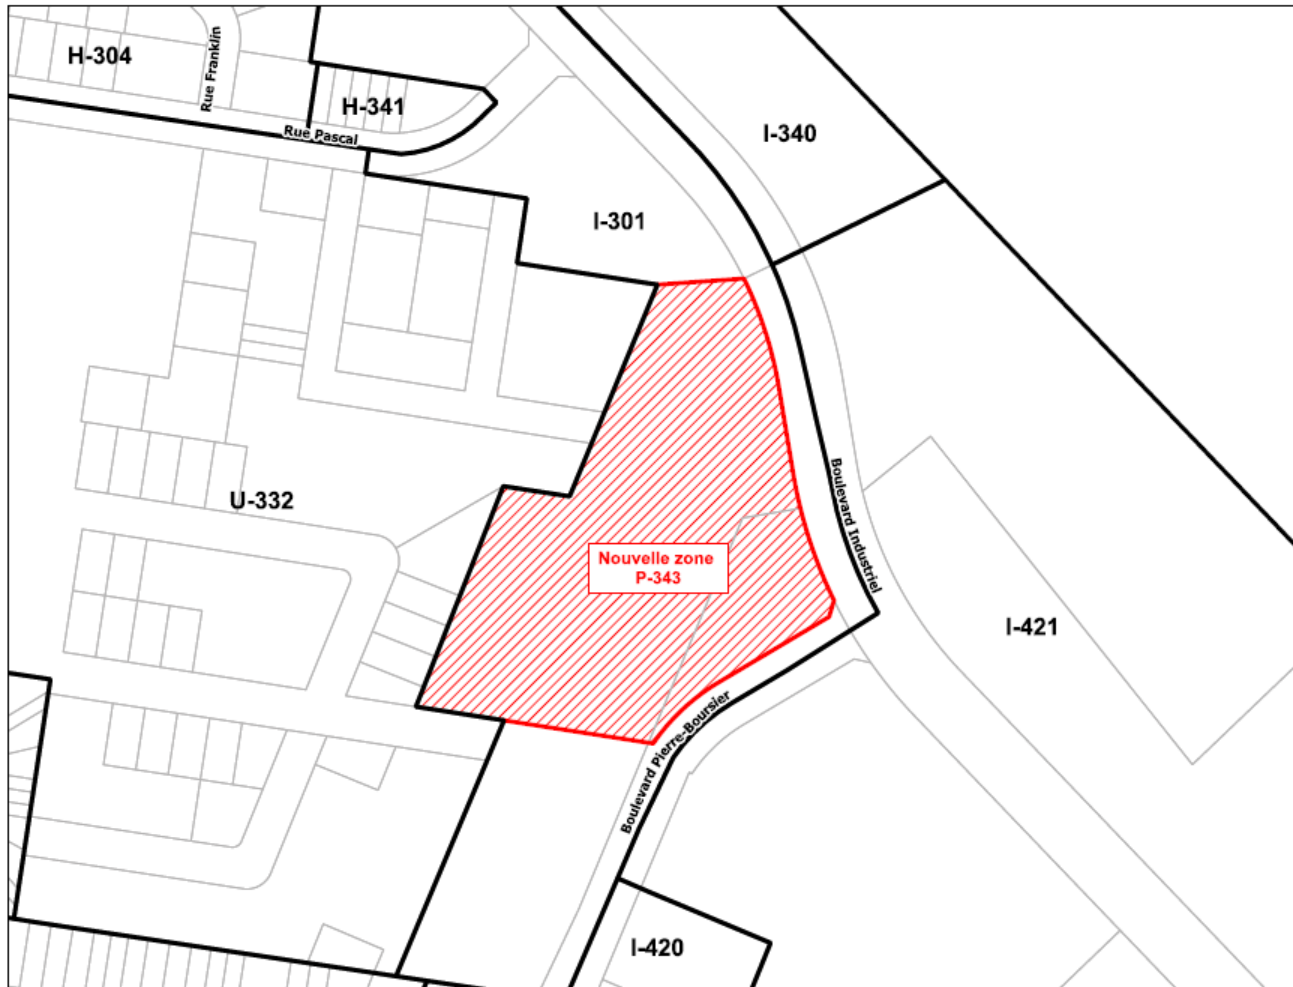 H-304
Rue Franklin
H-341
Rue Pascal
I-340
I-301
Boulevard Industriel
U-332
Nouvelle zone
P-343
I-421
Boulevard Pierre-Boursier
I-420